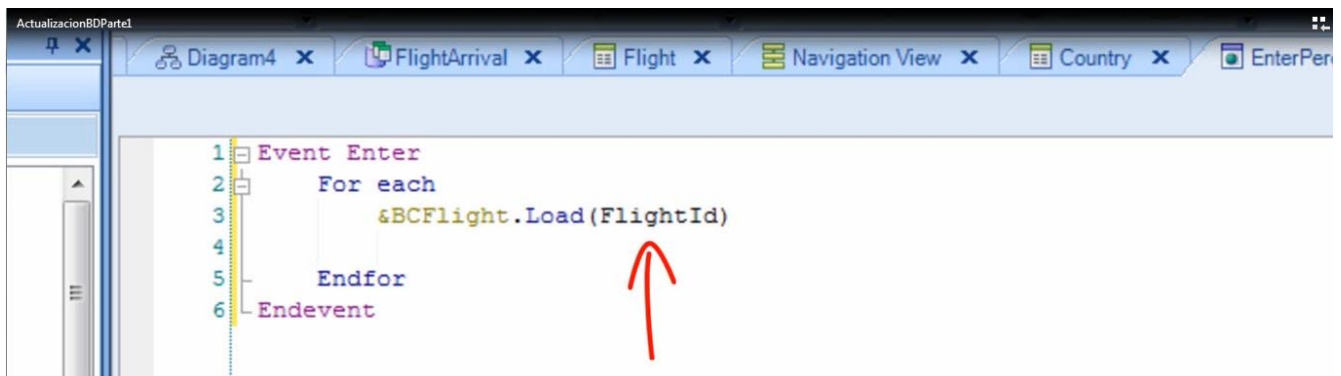 ActualizacionBDParte1
Diagram4 FlightArrival Flight Navigation View Country EnterPer
1 Event Enter
2 For each
3 &BCFlight.Load(FlightId)
4
5 Endfor
6 Endevent